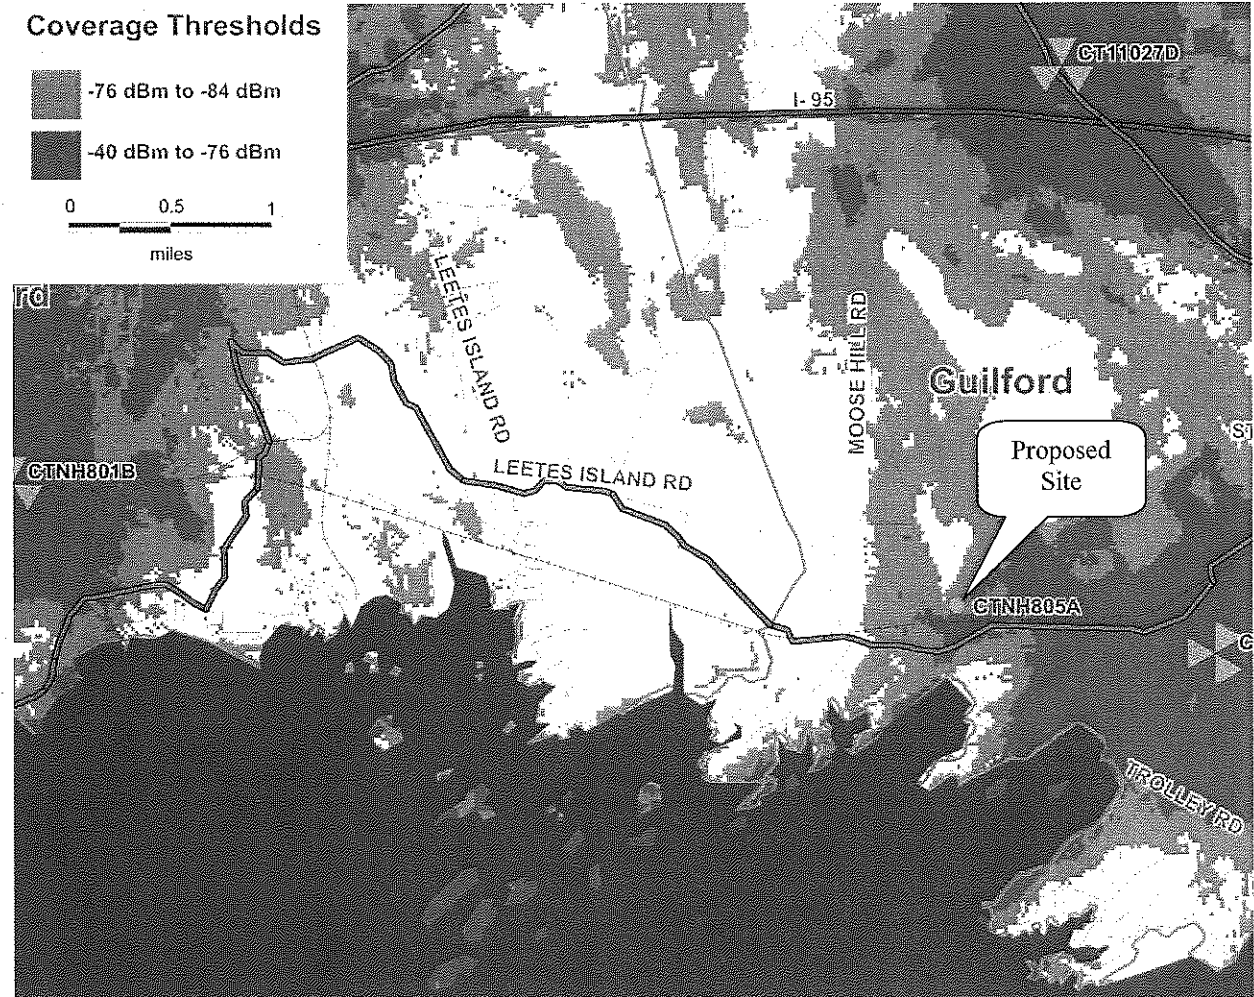 Coverage Thresholds
-76 dBm to -84 dBm
-40 dBm to -76 dBm
0 0.5 1
miles
CT11027D
I-95
rd
LEETES ISLAND RD
MOOSE HILL RD
Guilford
Proposed
Site
CTNH801B
LEETES ISLAND RD
CTNH805A
C
TROLLEY RD